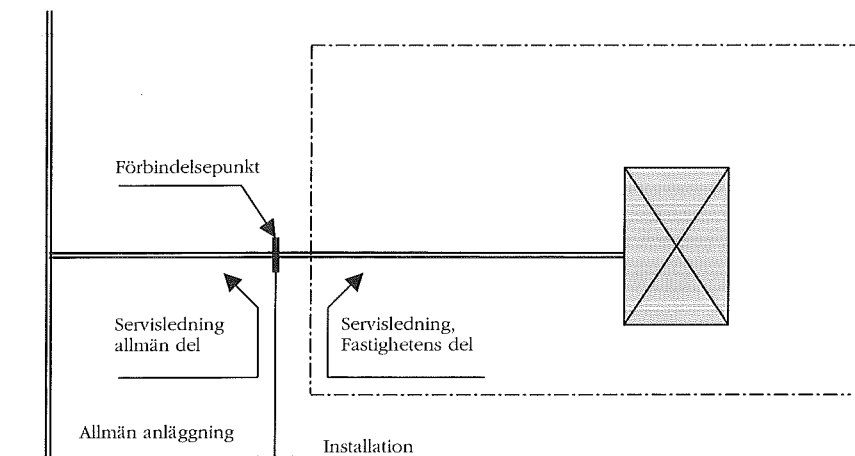 Förbindelsepunkt
Servisledning
allmän del
Servisledning,
Fastighetens del
Allmän anläggning
Installation